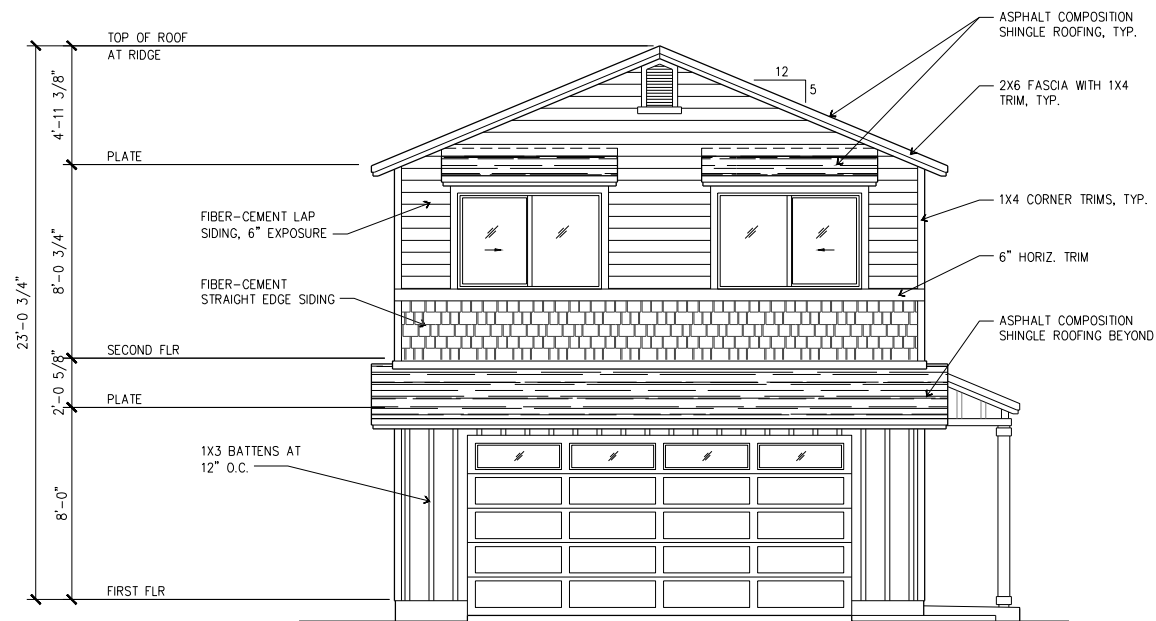 TOP OF ROOF
AT RIDGE
4'-11 3/8"
PLATE
8'-0 3/4"
23'-0 3/4"
SECOND FLR
2'-0 5/8"
PLATE
8'-0"
FIRST FLR
FIBER-CEMENT LAP
SIDING, 6" EXPOSURE
FIBER-CEMENT
STRAIGHT EDGE SIDING
1X3 BATTENS AT
12" O.C.
12
5
ASPHALT COMPOSITION
SHINGLE ROOFING, TYP.
2X6 FASCIA WITH 1X4
TRIM, TYP.
1X4 CORNER TRIMS, TYP.
6" HORIZ. TRIM
ASPHALT COMPOSITION
SHINGLE ROOFING BEYOND